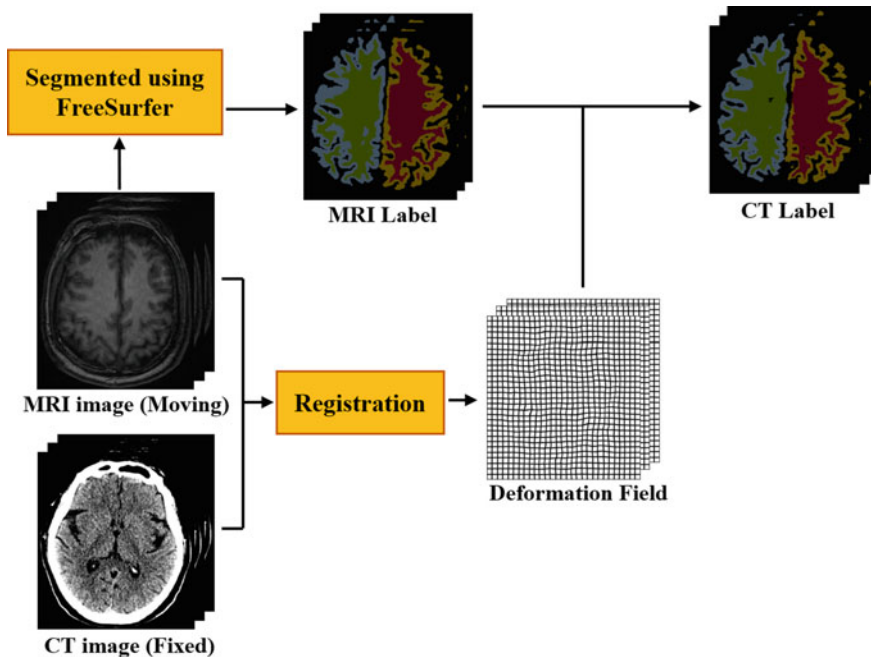 Segmented using
FreeSurfer
MRI Label
CT Label
MRI image (Moving)
Registration
Deformation Field
CT image (Fixed)